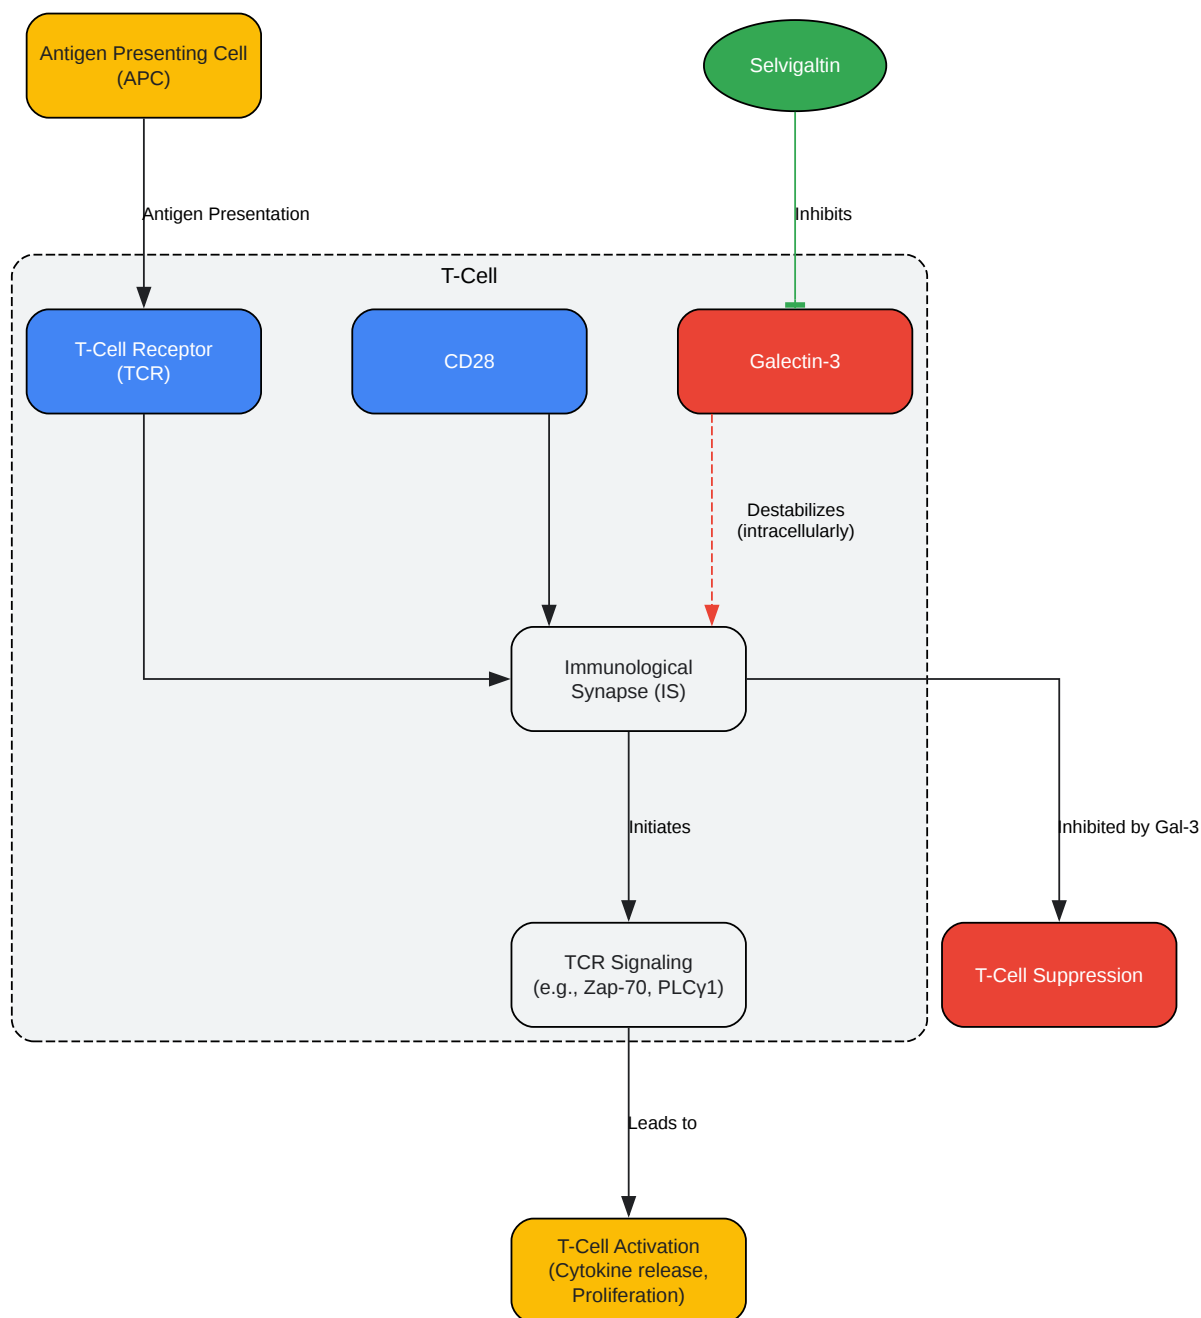 Antigen Presenting Cell
(APC)
Selvigaltin
Antigen Presentation
Inhibits
T-Cell
T-Cell Receptor
(TCR)
CD28
Galectin-3
Destabilizes
(intracellularly)
Immunological
Synapse (IS)
Initiates
Inhibited by Gal-3
TCR Signaling
(e.g., Zap-70, PLCγ1)
T-Cell Suppression
Leads to
T-Cell Activation
(Cytokine release,
Proliferation)